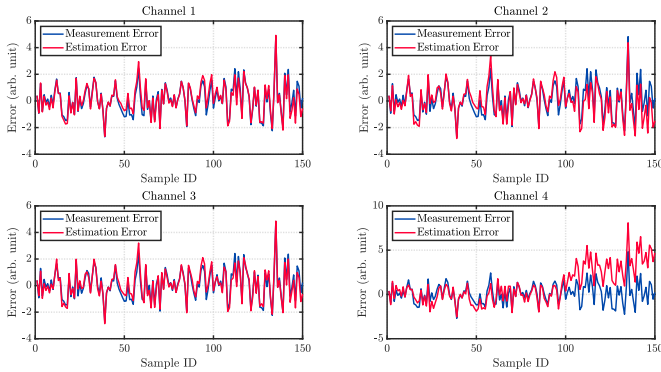 Channel 1
Error (arb. unit)
6
4
2
0
-2
-4
Measurement Error
Estimation Error
0 50 100 150
Sample ID
Channel 2
Error (arb. unit)
6
4
2
0
-2
-4
Measurement Error
Estimation Error
0 50 100 150
Sample ID
Channel 3
Error (arb. unit)
6
4
2
0
-2
-4
Measurement Error
Estimation Error
0 50 100 150
Sample ID
Channel 4
Error (arb. unit)
10
5
0
-5
Measurement Error
Estimation Error
0 50 100 150
Sample ID